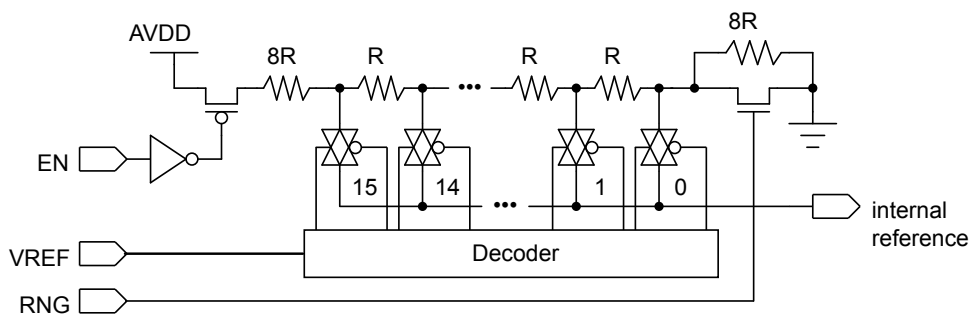 8R
AVDD
8R
R
R
R
•••
EN
15
14
1
0
•••
internal
reference
VREF
Decoder
RNG